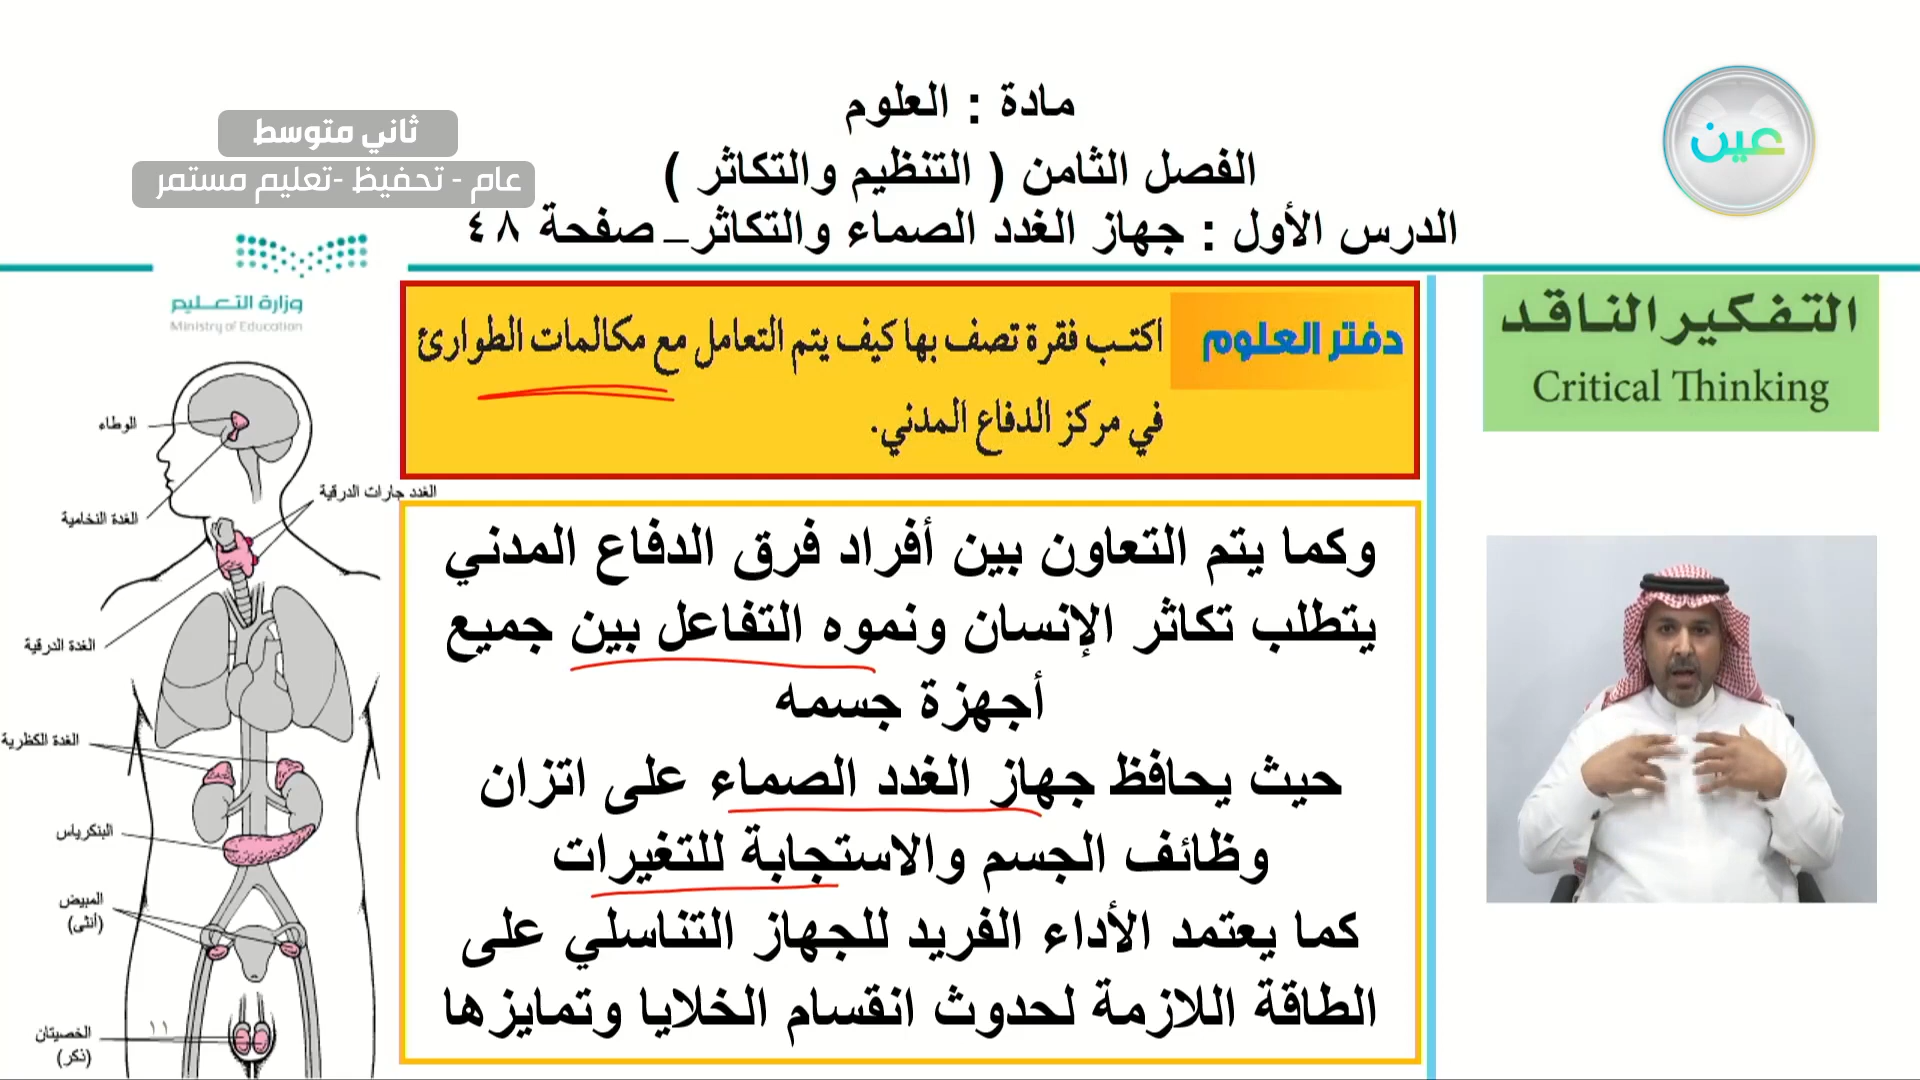 مادة : العلوم
الفصل الثامن ( التنظيم والتكاثر )
الدرس الأول : جهاز الغدد الصماء والتكاثر– صفحة ٤٨
عين
ثاني متوسط
عام - تحفيظ -تعليم مستمر
وزارة التعليم
Ministry of Education
التفكير الناقد
Critical Thinking
دفتر العلوم
اكتب فقرة تصف بها كيف يتم التعامل مع مكالمات الطوارئ
في مركز الدفاع المدني.
وكما يتم التعاون بين أفراد فرق الدفاع المدني
يتطلب تكاثر الإنسان ونموه التفاعل بين جميع
أجهزة جسمه
حيث يحافظ جهاز الغدد الصماء على اتزان
وظائف الجسم والاستجابة للتغيرات
كما يعتمد الأداء الفريد للجهاز التناسلي على
الطاقة اللازمة لحدوث انقسام الخلايا وتمايزها
الوطاء
الغدد جارات الدرقية
الغدة النخامية
الغدة الدرقية
الغدة الكظرية
البنكرياس
المبيض
(أنثى)
الخصيتان
(ذكر)
١١